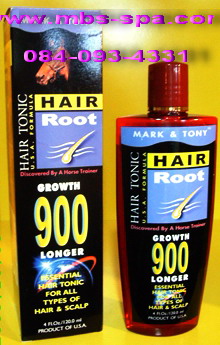 www.mbs-spa.com
084-093-4331
HAIR TONIC
U.S.A. FORMULA
HAIR
Root
Discovered By A Horse Trainer
GROWTH
900
LONGER
ESSENTIAL
HAIR TONIC
FOR ALL
TYPES OF
HAIR & SCALP
4 Fl.Oz./120.0 ml
PRODUCT OF U.S.A.
MARK & TONY
HAIR TONIC
U.S.A. FORMULA
HAIR
Root
Discovered By A Horse Trainer
GROWTH
900
LONGER
ESSENTIAL
HAIR TONIC
FOR ALL
TYPES OF
HAIR & SCALP
4 Fl.Oz./120.0 ml
PRODUCT OF U.S.A.